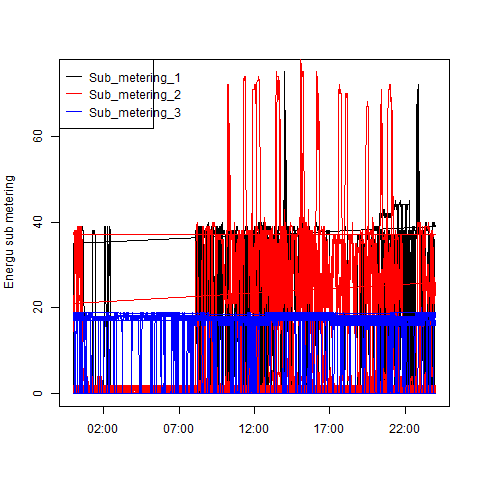 Sub_metering_1
Sub_metering_2
Sub_metering_3
Energu sub metering
60
40
20
0
02:00 07:00 12:00 17:00 22:00